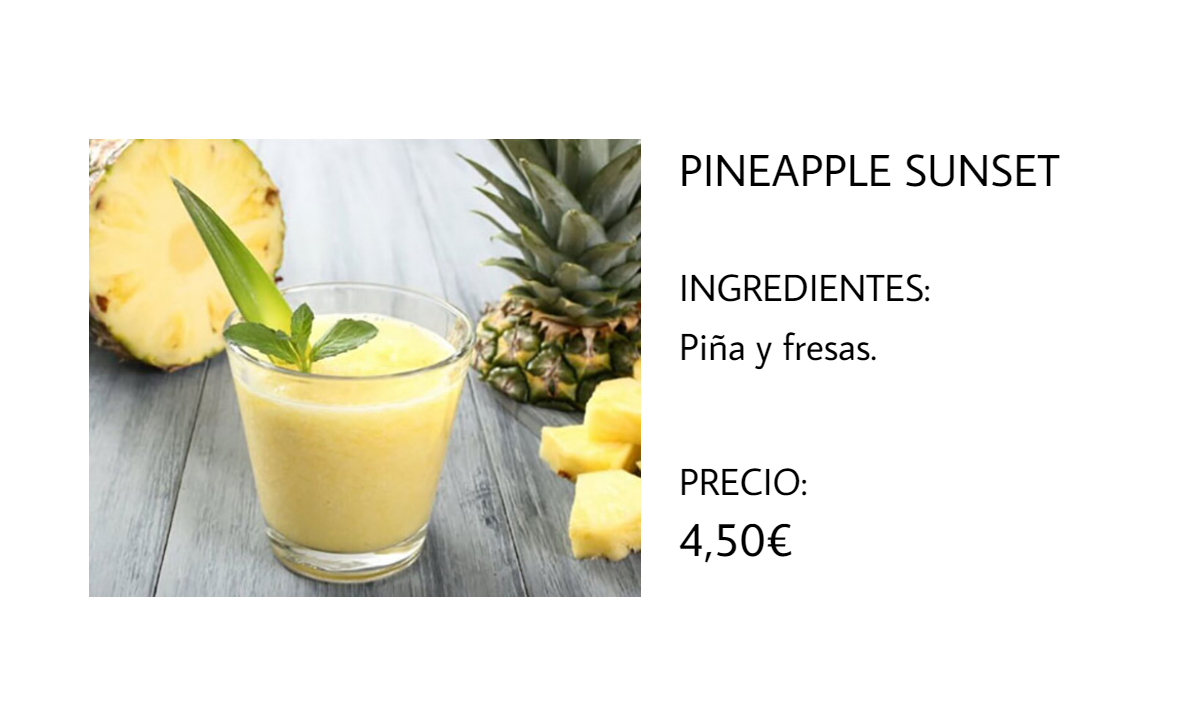 PINEAPPLE SUNSET
INGREDIENTES:
Piña y fresas.
PRECIO:
4,50€